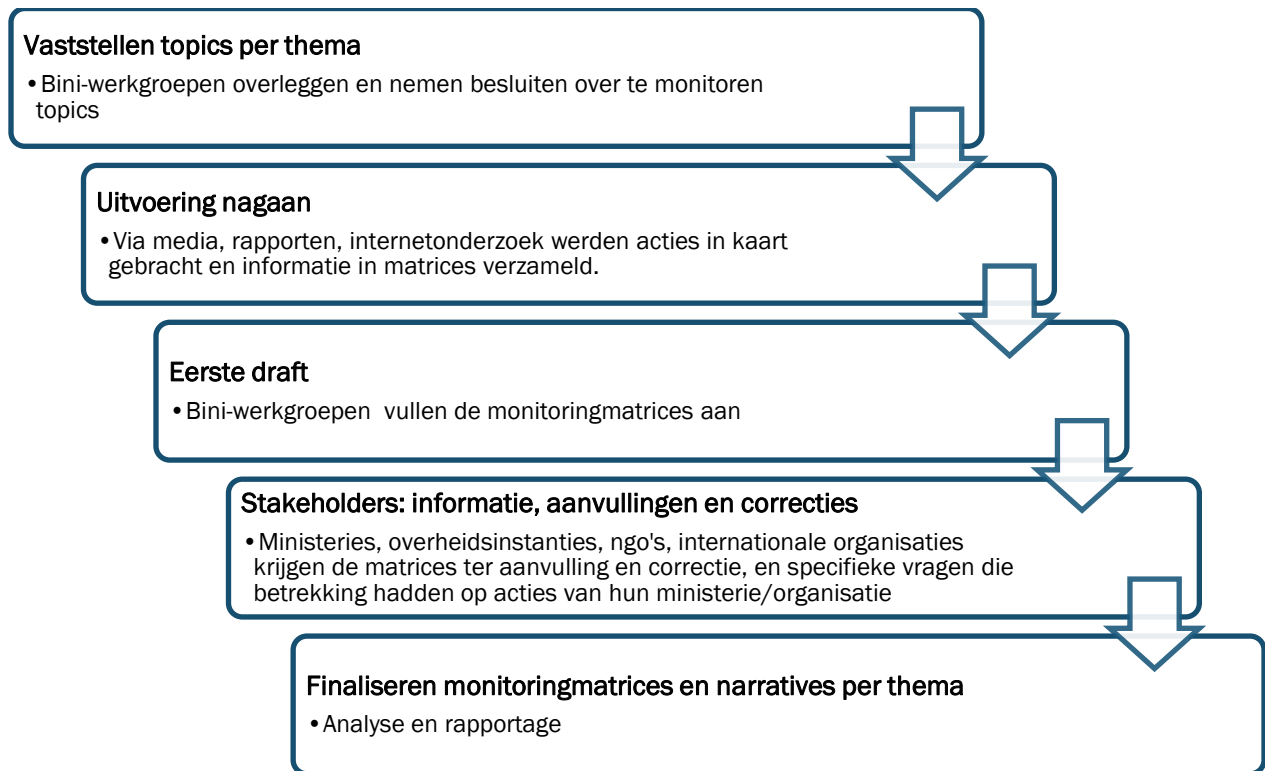 Vaststellen topics per thema
•Bini-werkgroepen overleggen en nemen besluiten over te monitoren
topics
Uitvoering nagaan
•Via media, rapporten, internetonderzoek werden acties in kaart
gebracht en informatie in matrices verzameld.
Eerste draft
•Bini-werkgroepen vullen de monitoringmatrices aan
Stakeholders: informatie, aanvullingen en correcties
•Ministeries, overheidsinstanties, ngo's, internationale organisaties
krijgen de matrices ter aanvulling en correctie, en specifieke vragen die
betrekking hadden op acties van hun ministerie/organisatie
Finaliseren monitoringmatrices en narratives per thema
•Analyse en rapportage